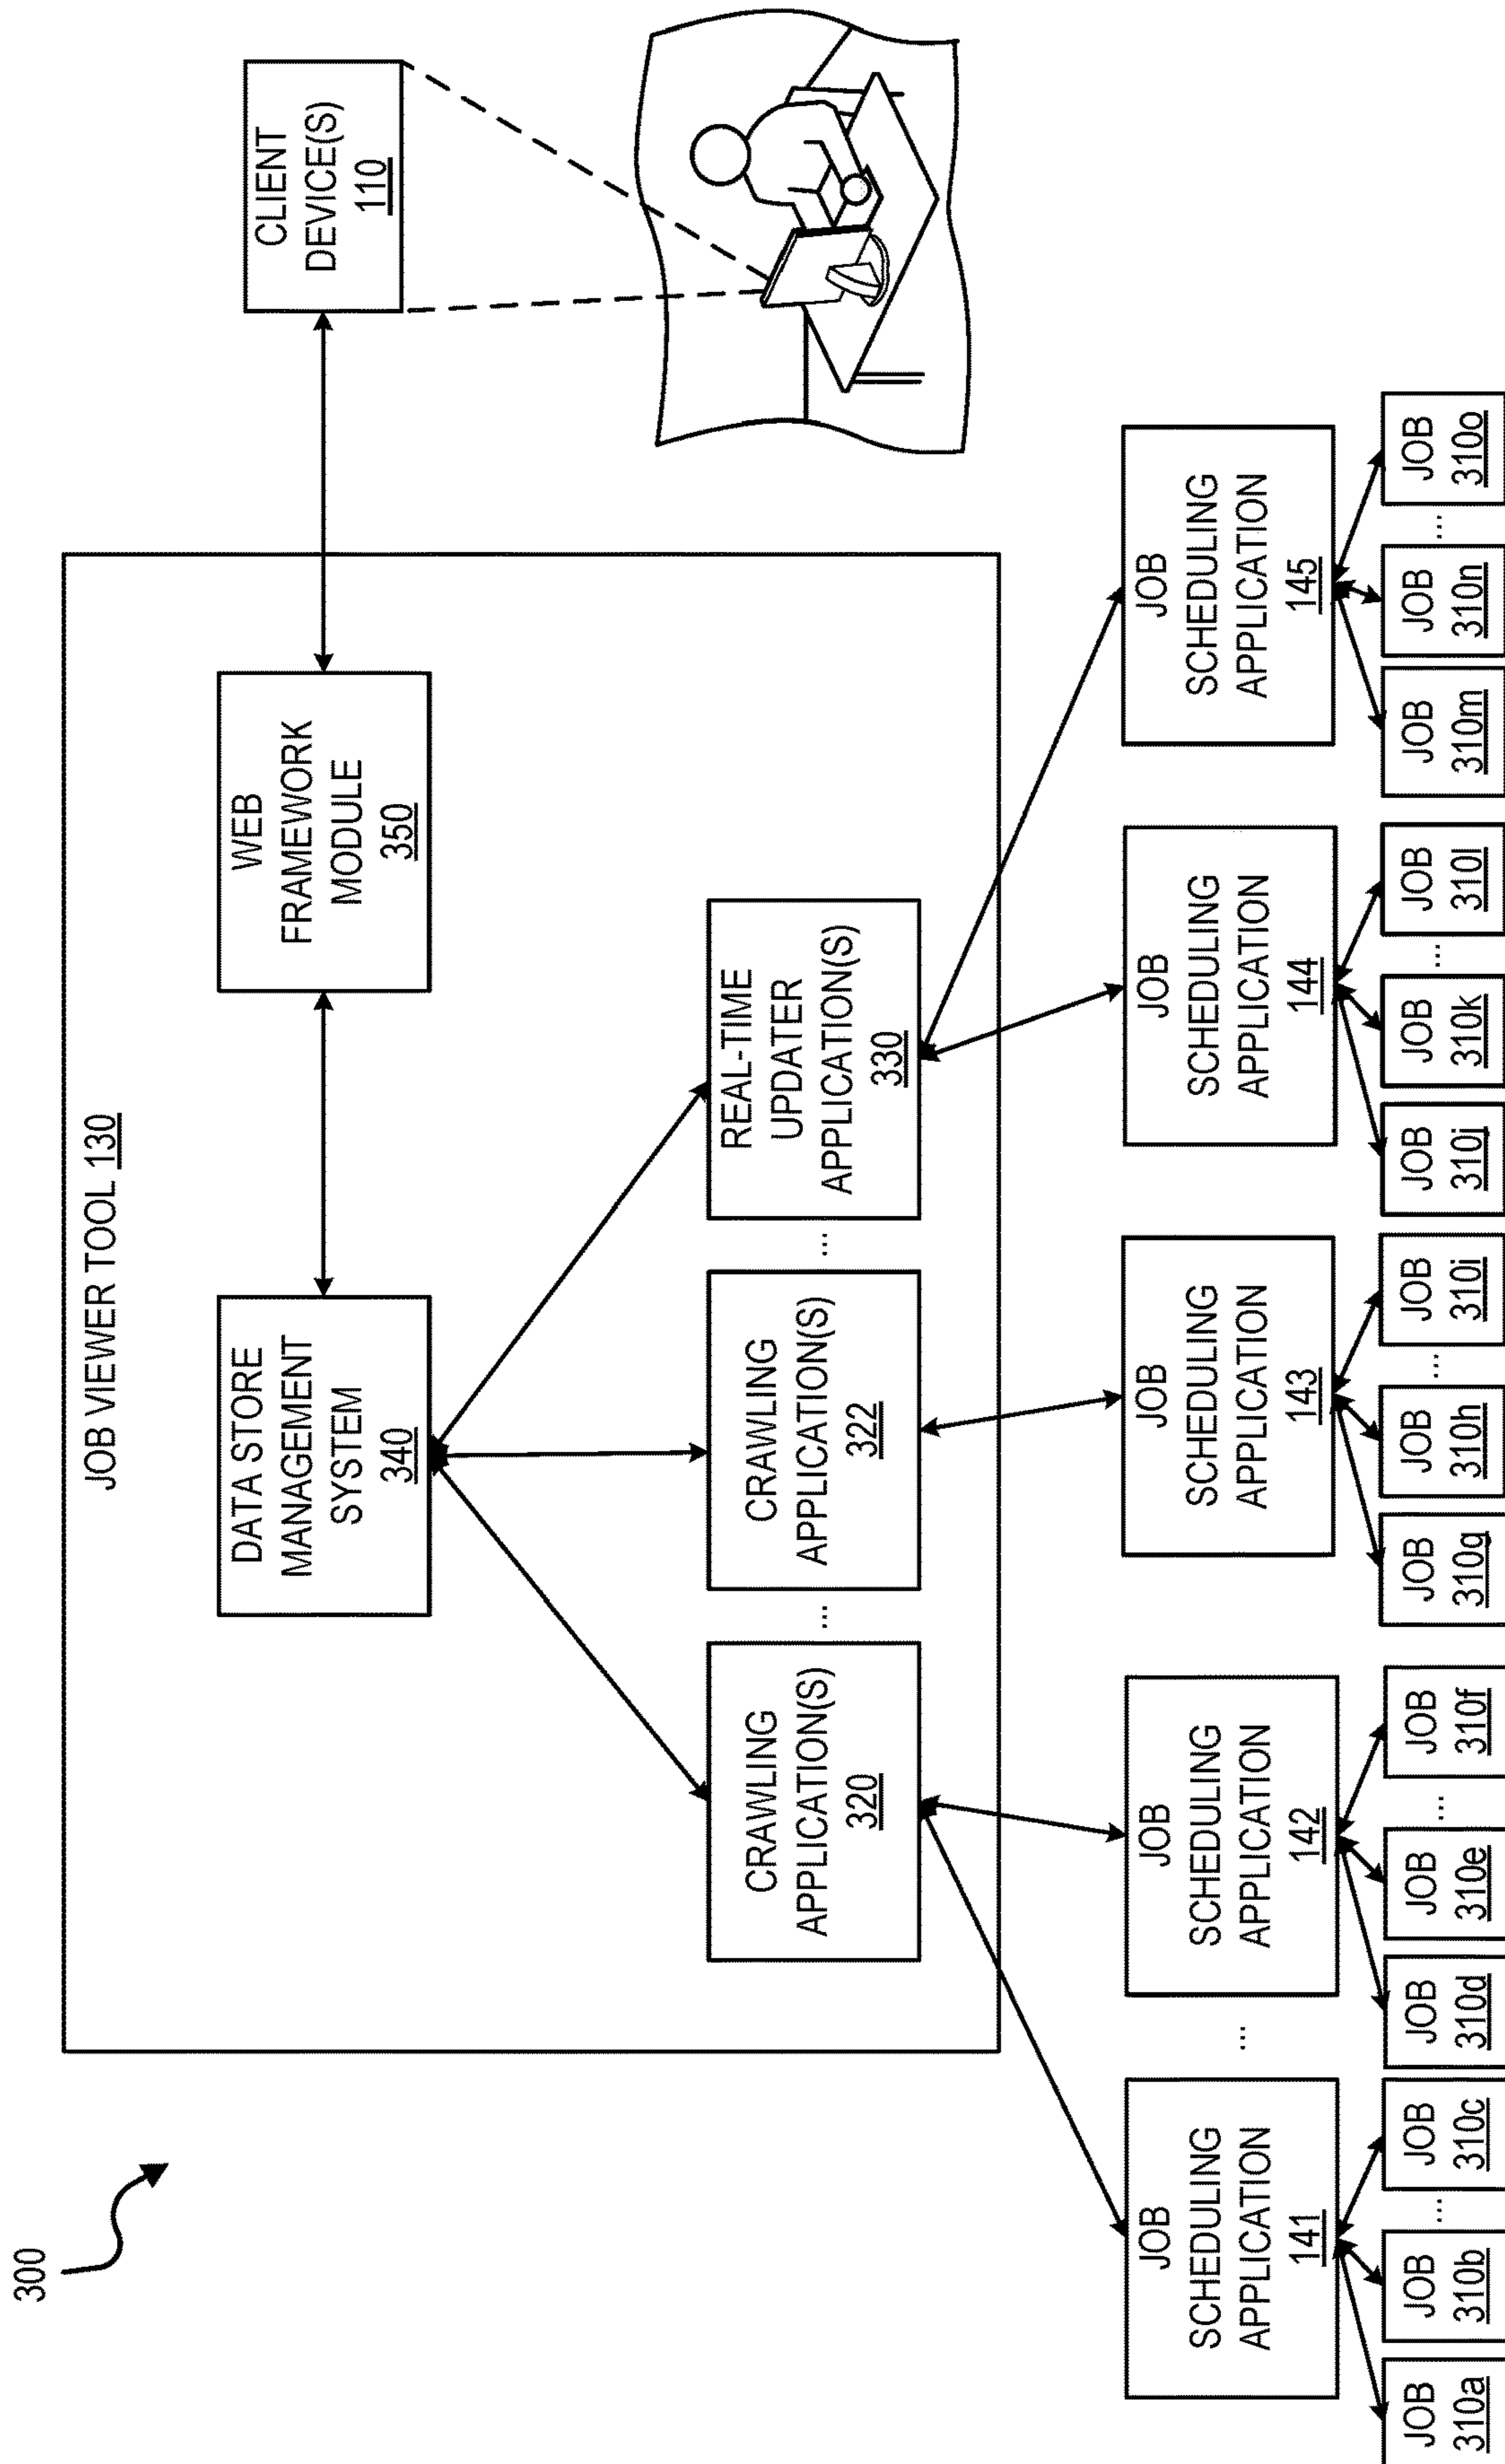 300
JOB VIEWER TOOL 130
DATA STORE
MANAGEMENT
SYSTEM
340
WEB
FRAMEWORK
MODULE
350
CLIENT
DEVICE(S)
110
CRAWLING
APPLICATION(S)
320
...
CRAWLING
APPLICATION(S)
322
...
REAL-TIME
UPDATER
APPLICATION(S)
330
JOB
SCHEDULING
APPLICATION
141
...
JOB
SCHEDULING
APPLICATION
142
JOB
SCHEDULING
APPLICATION
143
JOB
SCHEDULING
APPLICATION
144
JOB
SCHEDULING
APPLICATION
145
JOB
310a
JOB
310b
...
JOB
310c
JOB
310d
JOB
310e
...
JOB
310f
JOB
310g
JOB
310h
...
JOB
310i
JOB
310j
JOB
310k
...
JOB
310l
JOB
310m
JOB
310n
...
JOB
310o